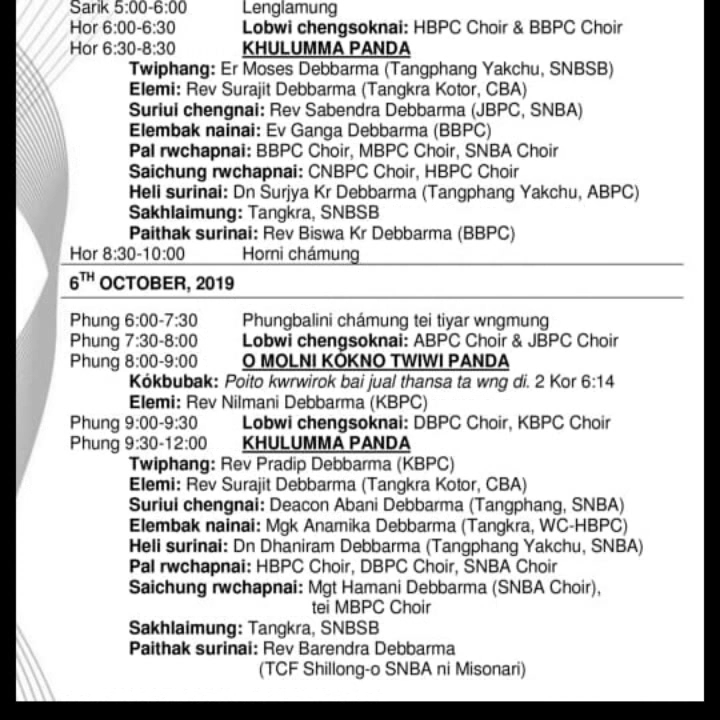 Sarik 5:00-6:00 Lenglamung
Hor 6:00-6:30 Lobwi chengsoknai: HBPC Choir & BBPC Choir
Hor 6:30-8:30 KHULUMMA PANDA
Twiphang: Er Moses Debbarma (Tangphang Yakchu, SNBSB)
Elemi: Rev Surajit Debbarma (Tangkra Kotor, CBA)
Suriui chengnai: Rev Sabendra Debbarma (JBPC, SNBA)
Elembak nainai: Ev Ganga Debbarma (BBPC)
Pal rwchapnai: BBPC Choir, MBPC Choir, SNBA Choir
Saichung rwchapnai: CNBPC Choir, HBPC Choir
Heli surinai: Dn Surjya Kr Debbarma (Tangphang Yakchu, ABPC)
Sakhlaimung: Tangkra, SNBSB
Paithak surinai: Rev Biswa Kr Debbarma (BBPC)
Hor 8:30-10:00 Horni chámung
6TH OCTOBER, 2019
Phung 6:00-7:30 Phungbalini chámung tei tiyar wngmung
Phung 7:30-8:00 Lobwi chengsoknai: ABPC Choir & JBPC Choir
Phung 8:00-9:00 O MOLNI KÓKNO TWIWI PANDA
Kókbubak: Poito kwrwirok bai jual thansa ta wng di. 2 Kor 6:14
Elemi: Rev Nilmani Debbarma (KBPC)
Phung 9:00-9:30 Lobwi chengsoknai: DBPC Choir, KBPC Choir
Phung 9:30-12:00 KHULUMMA PANDA
Twiphang: Rev Pradip Debbarma (KBPC)
Elemi: Rev Surajit Debbarma (Tangkra Kotor, CBA)
Suriui chengnai: Deacon Abani Debbarma (Tangphang, SNBA)
Elembak nainai: Mgk Anamika Debbarma (Tangkra, WC-HBPC)
Heli surinai: Dn Dhaniram Debbarma (Tangphang Yakchu, SNBA)
Pal rwchapnai: HBPC Choir, DBPC Choir, SNBA Choir
Saichung rwchapnai: Mgt Hamani Debbarma (SNBA Choir),
tei MBPC Choir
Sakhlaimung: Tangkra, SNBSB
Paithak surinai: Rev Barendra Debbarma
(TCF Shillong-o SNBA ni Misonari)